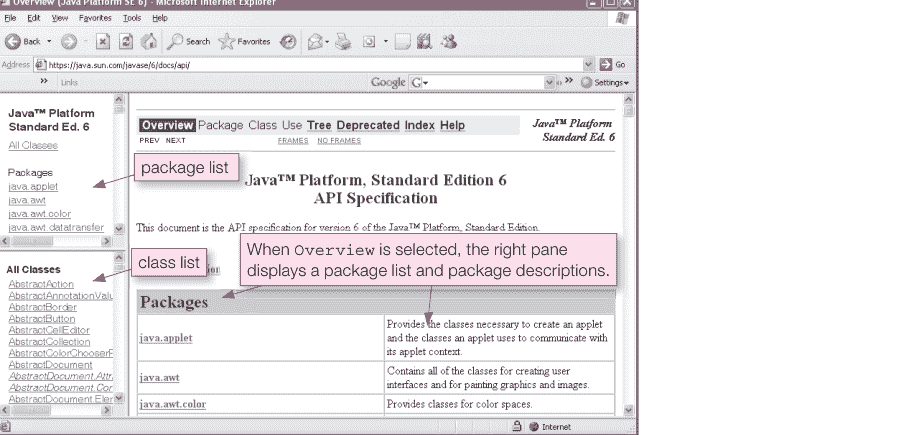 Overview (Java Platform SE 6) - Microsoft Internet Explorer
File Edit View Favorites Tools Help
Back Search Favorites
Address https://java.sun.com/javase/6/docs/api/ Go
Links Google G Settings
Java™ Platform
Standard Ed. 6
All Classes
Packages
java.applet
java.awt
java.awt.color
java.awt.datatransfer
package list
All Classes
AbstractAction
AbstractAnnotationValu
AbstractBorder
AbstractButton
AbstractCellEditor
AbstractCollection
AbstractColorChooserF
AbstractDocument
AbstractDocument.Attri
AbstractDocument.Con
AbstractDocument.Elen
class list
Overview Package Class Use Tree Deprecated Index Help
PREV NEXT FRAMES NO FRAMES
Java™ Platform
Standard Ed. 6
Java™ Platform, Standard Edition 6
API Specification
This document is the API specification for version 6 of the Java™ Platform, Standard Edition.
When Overview is selected, the right pane
displays a package list and package descriptions.
Packages
java.applet
Provides the classes necessary to create an applet
and the classes an applet uses to communicate with
its applet context.
java.awt
Contains all of the classes for creating user
interfaces and for painting graphics and images.
java.awt.color
Provides classes for color spaces.
Internet